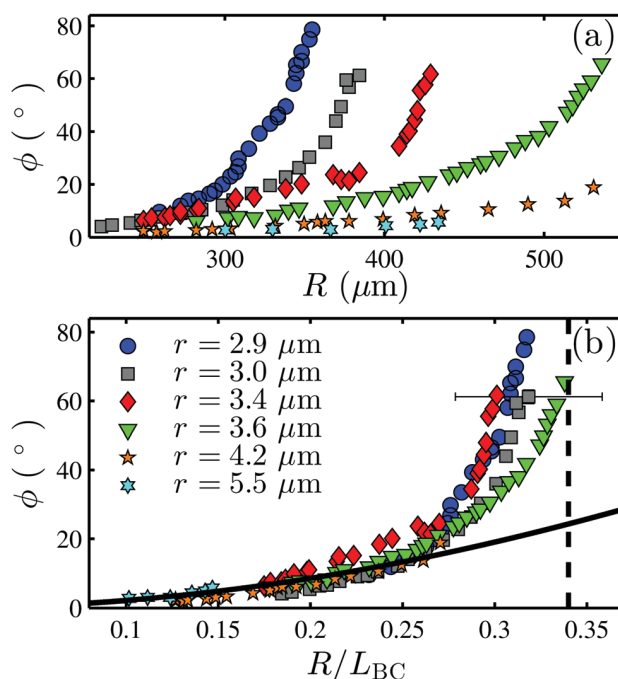 (a)
80
60
40
20
0
ϕ (°)
300 400 500
R (μm)
(b)
80
60
40
20
0
ϕ (°)
r = 2.9 μm
r = 3.0 μm
r = 3.4 μm
r = 3.6 μm
r = 4.2 μm
r = 5.5 μm
0.1 0.15 0.2 0.25 0.3 0.35
R/L_BC